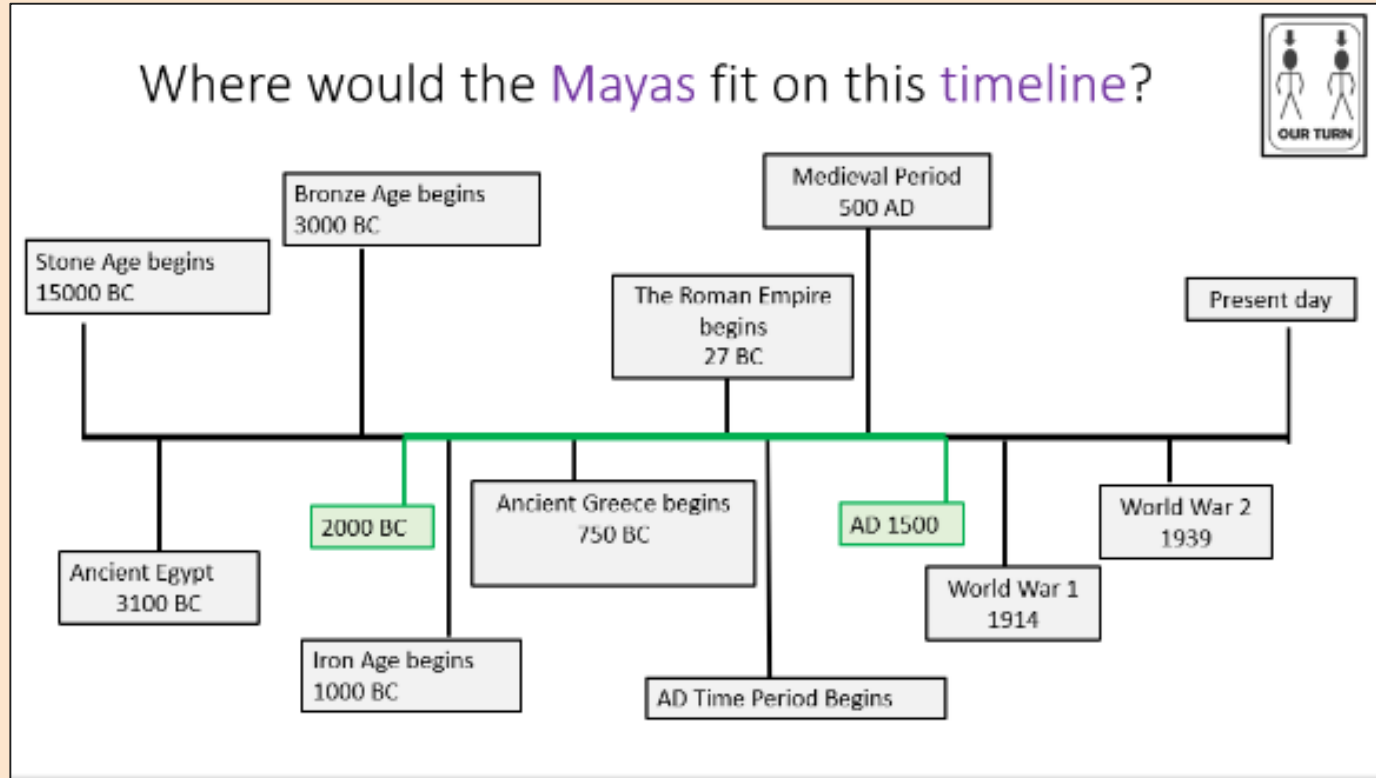 Where would the Mayas fit on this timeline?
OUR TURN
Stone Age begins
15000 BC
Ancient Egypt
3100 BC
Bronze Age begins
3000 BC
2000 BC
Iron Age begins
1000 BC
Ancient Greece begins
750 BC
The Roman Empire
begins
27 BC
AD Time Period Begins
Medieval Period
500 AD
AD 1500
World War 1
1914
World War 2
1939
Present day